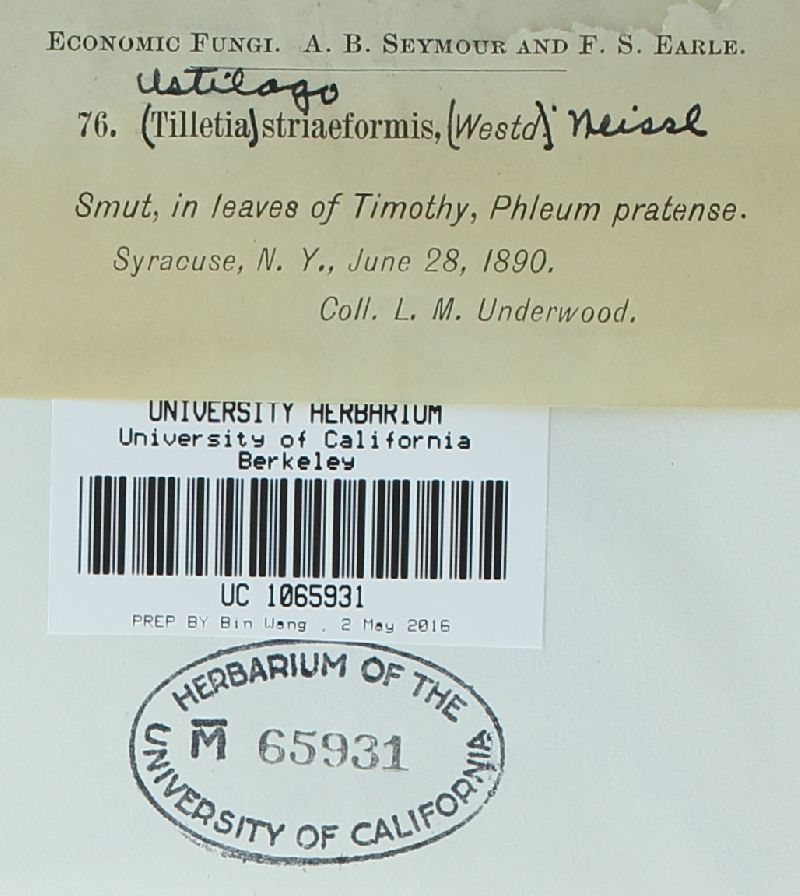 Economic Fungi. A. B. Seymour and F. S. Earle.
Ustilago
76. (Tilletia) striaeformis, (Westd) Neissl
Smut, in leaves of Timothy, Phleum pratense.
Syracuse, N. Y., June 28, 1890.
Coll. L. M. Underwood.
UNIVERSITY HERBARIUM
University of California
Berkeley
UC 1065931
PREP BY Bin Wang , 2 May 2016
HERBARIUM OF THE
M̅ 65931
UNIVERSITY OF CALIFORNIA